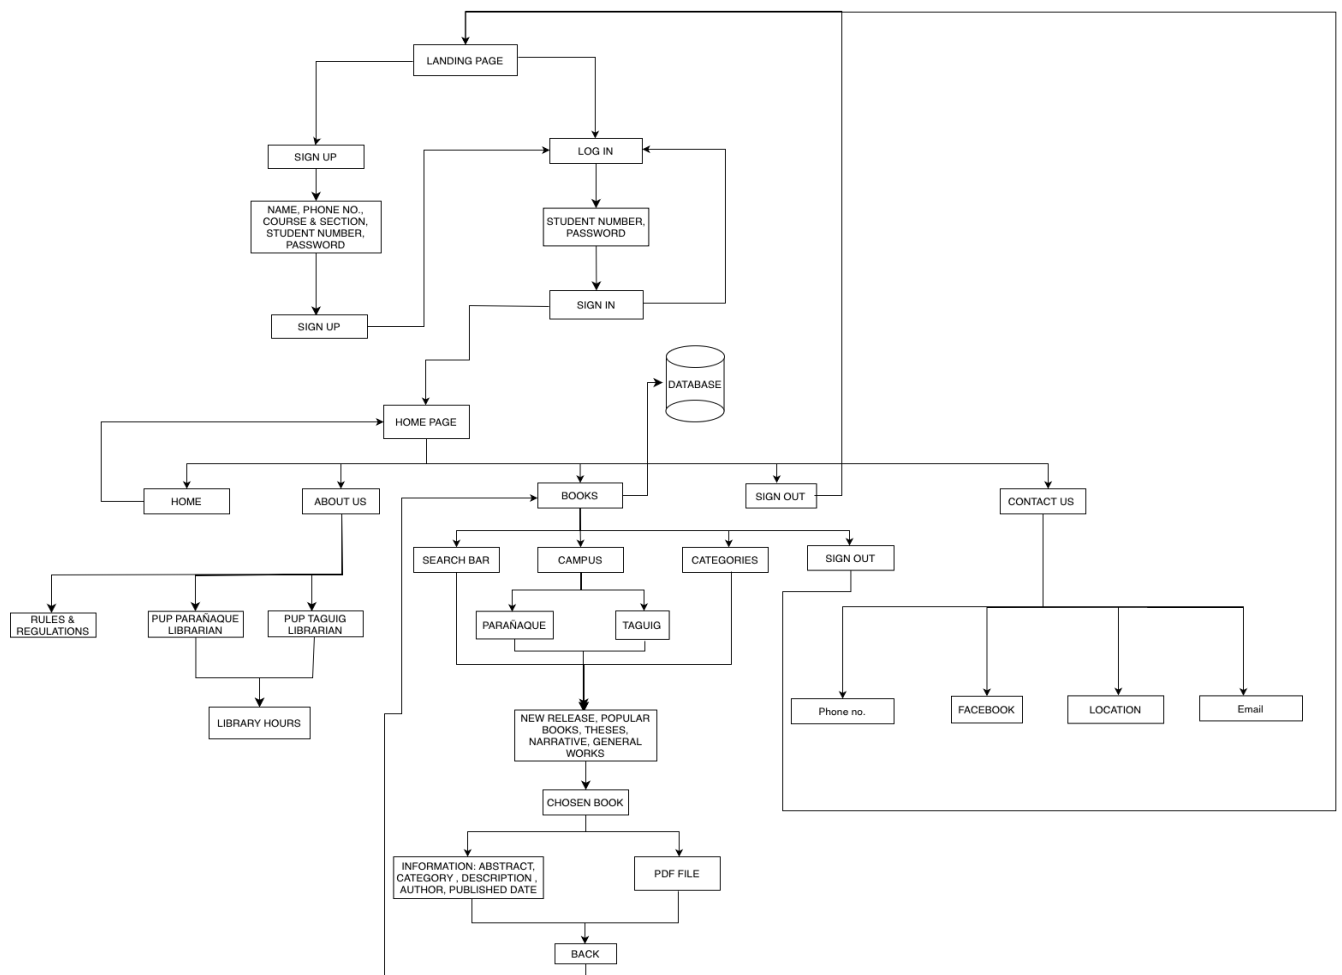 LANDING PAGE
SIGN UP
LOG IN
NAME, PHONE NO.,
COURSE & SECTION,
STUDENT NUMBER,
PASSWORD
STUDENT NUMBER,
PASSWORD
SIGN IN
SIGN UP
DATABASE
HOME PAGE
HOME
ABOUT US
BOOKS
SIGN OUT
CONTACT US
SEARCH BAR
CAMPUS
CATEGORIES
SIGN OUT
RULES &
REGULATIONS
PUP PARAÑAQUE
LIBRARIAN
PUP TAGUIG
LIBRARIAN
PARAÑAQUE
TAGUIG
LIBRARY HOURS
Phone no.
FACEBOOK
LOCATION
Email
NEW RELEASE, POPULAR
BOOKS, THESES,
NARRATIVE, GENERAL
WORKS
CHOSEN BOOK
INFORMATION: ABSTRACT,
CATEGORY , DESCRIPTION ,
AUTHOR, PUBLISHED DATE
PDF FILE
BACK